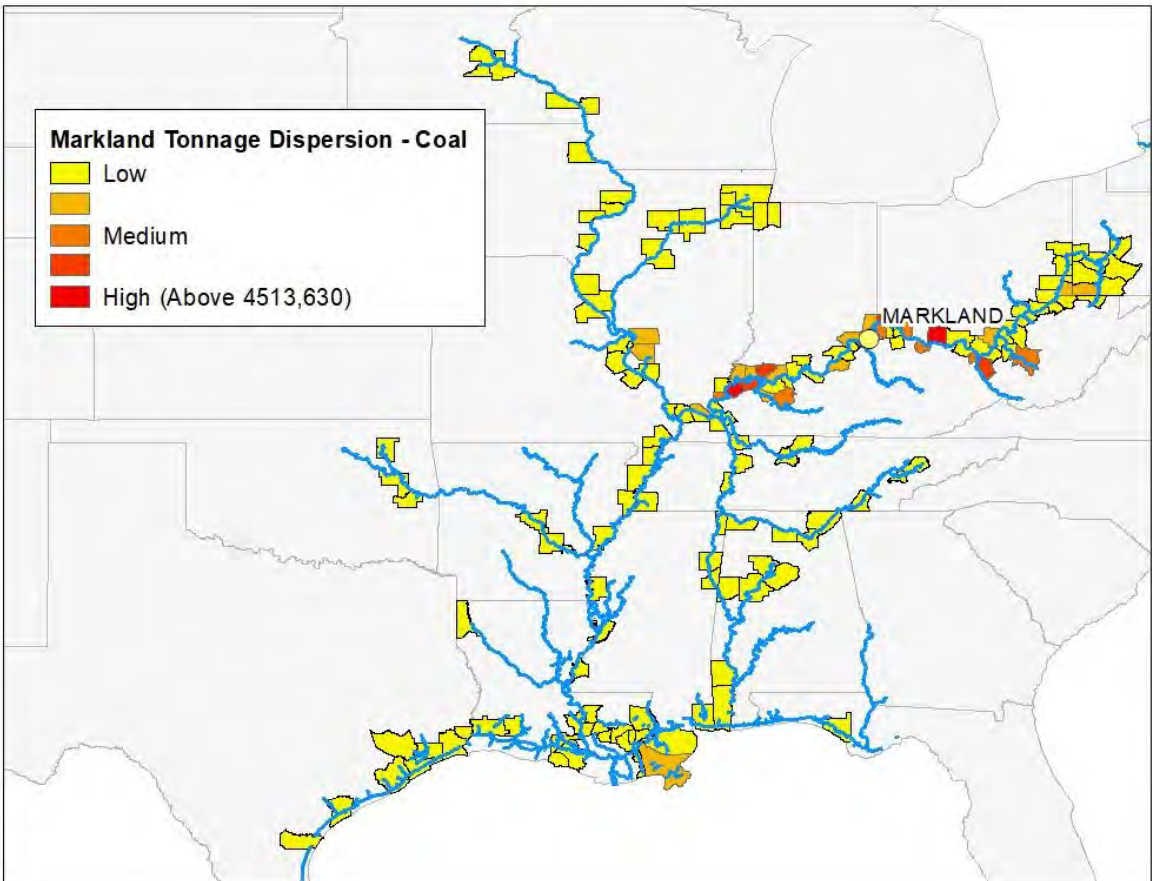 Markland Tonnage Dispersion - Coal
Low
Medium
High (Above 4513,630)
MARKLAND